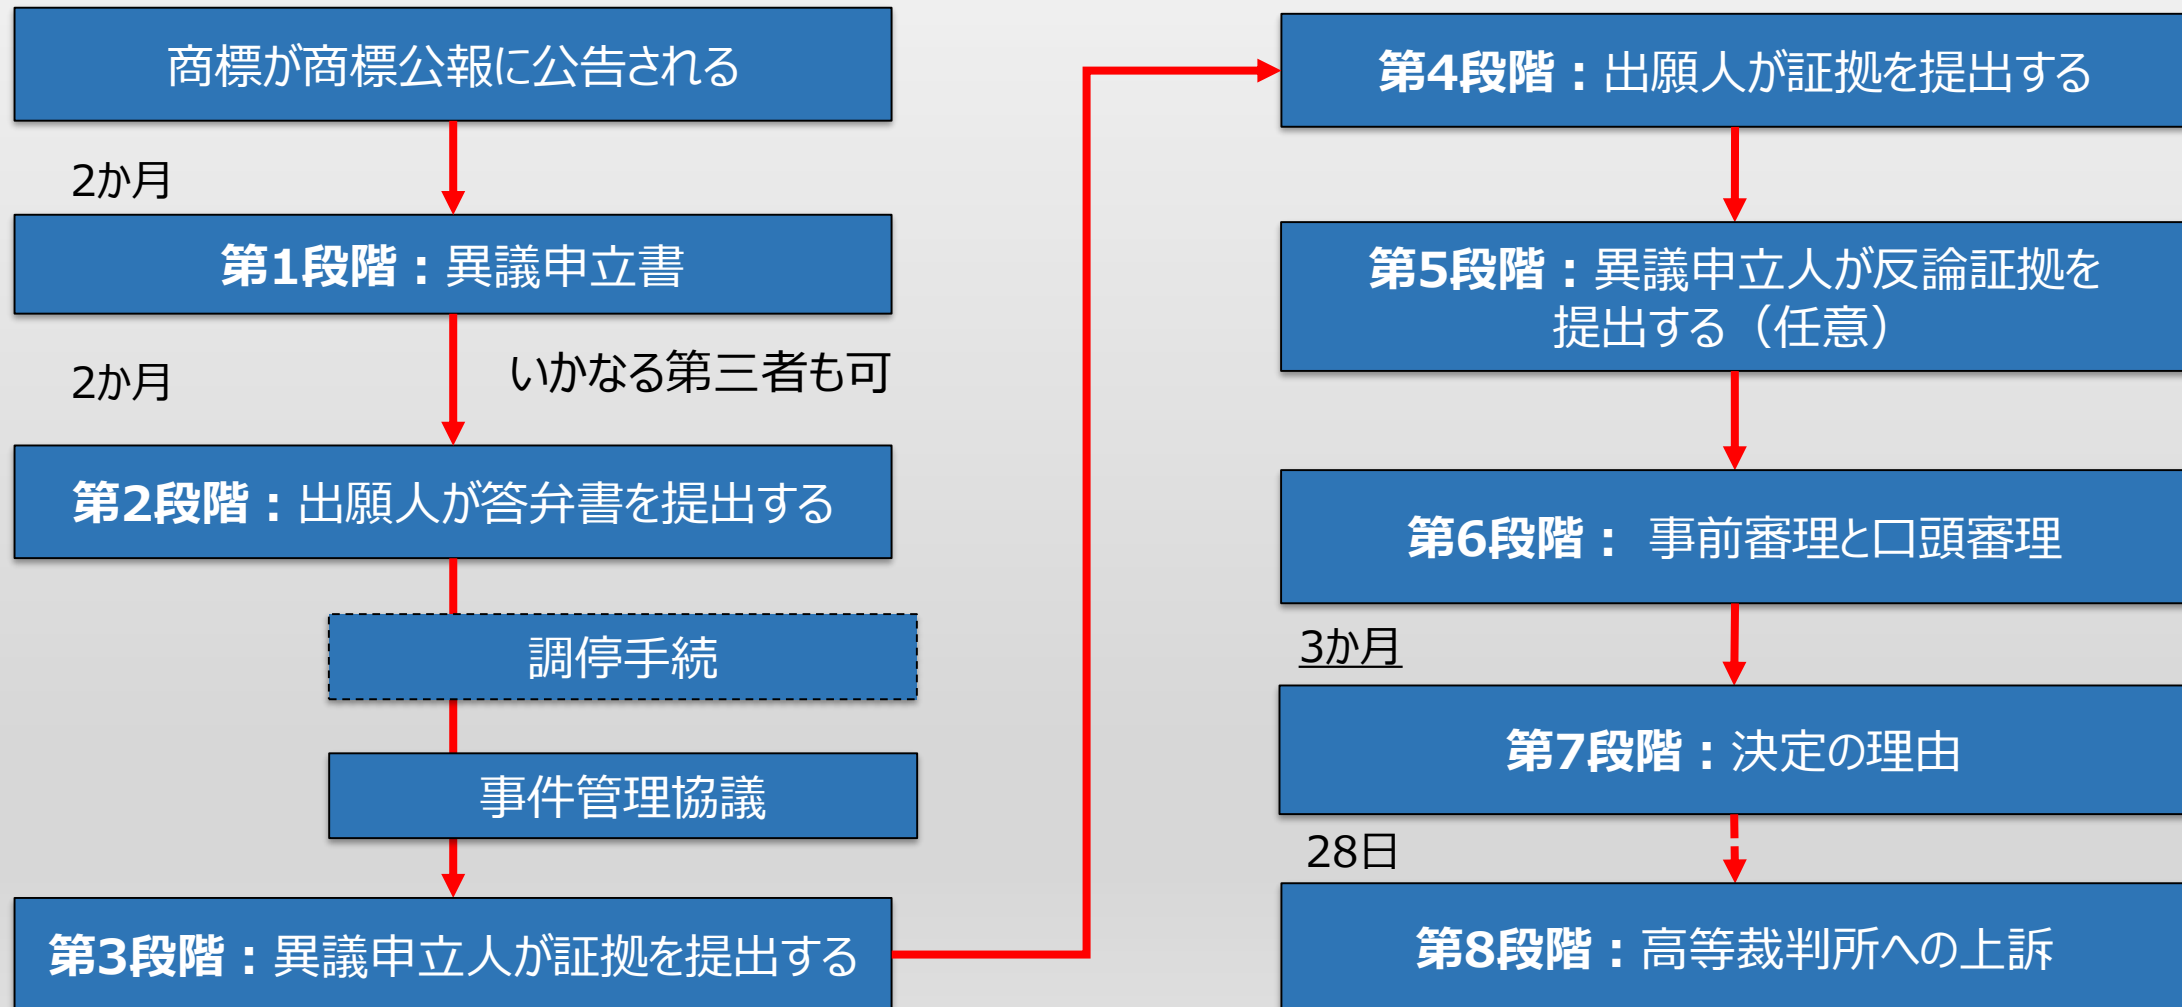 商標が商標公報に公告される
2か月
第1段階：異議申立書
2か月
いかなる第三者も可
第2段階：出願人が答弁書を提出する
調停手続
事件管理協議
第3段階：異議申立人が証拠を提出する
第4段階：出願人が証拠を提出する
第5段階：異議申立人が反論証拠を
提出する（任意）
第6段階： 事前審理と口頭審理
3か月
第7段階：決定の理由
28日
第8段階：高等裁判所への上訴